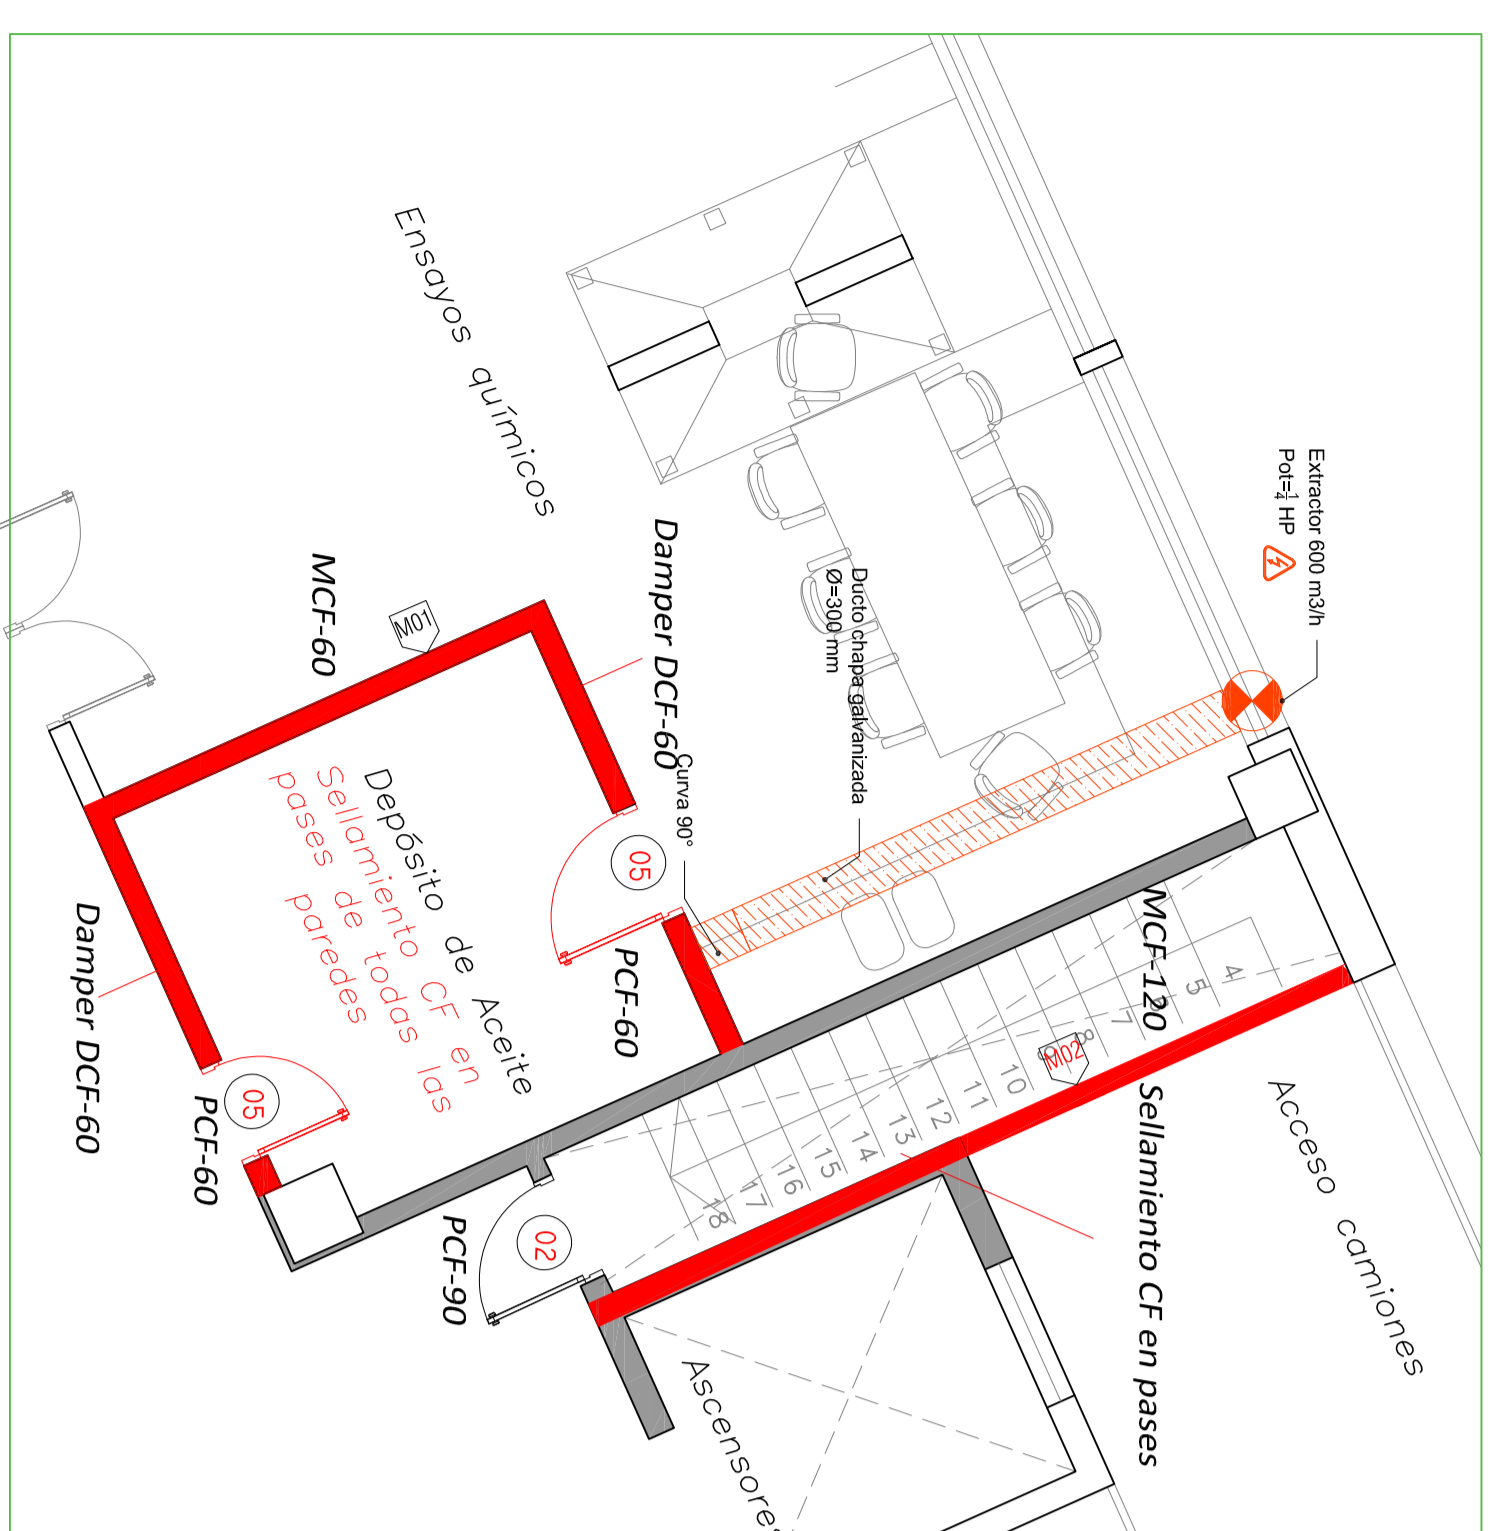 Extractor 600 m3/h
Pot=¼ HP
Ensayos químicos
MCF-60
M01
Damper DCF-60
Ducto chapa galvanizada
Ø=300 mm
Curva 90°
05
PCF-60
Depósito de Aceite
Sellamiento CF en
pases de todas las
paredes
Damper DCF-60
05
PCF-60
MCF-120
M02
4
5
7
8
9
10
11
12
13
14
15
16
17
18
Sellamiento CF en pases
Acceso camiones
02
PCF-90
Ascensores